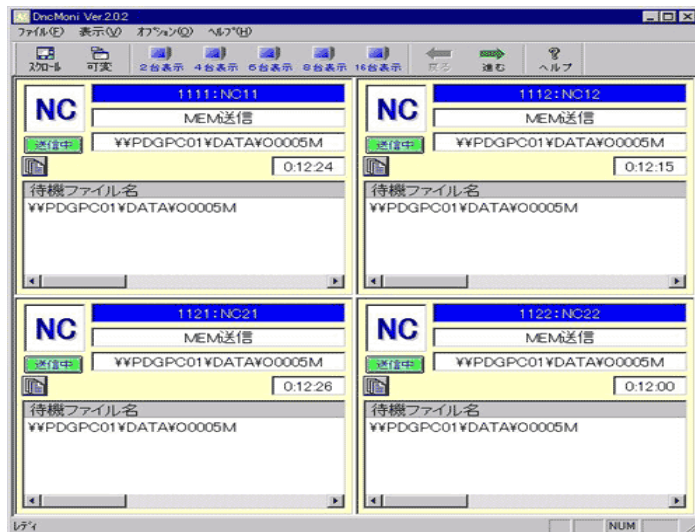 DncMoni Ver.2.0.2
ファイル(F) 表示(V) オプション(O) ヘルプ(H)
スクロール 可変 2台表示 4台表示 6台表示 8台表示 16台表示 戻る 進む ヘルプ
NC
1111:NC11
MEM送信
送信中 ¥¥PDGPC01¥DATA¥O0005M
0:12:24
待機ファイル名
¥¥PDGPC01¥DATA¥O0005M
NC
1112:NC12
MEM送信
送信中 ¥¥PDGPC01¥DATA¥O0005M
0:12:15
待機ファイル名
¥¥PDGPC01¥DATA¥O0005M
NC
1121:NC21
MEM送信
送信中 ¥¥PDGPC01¥DATA¥O0005M
0:12:26
待機ファイル名
¥¥PDGPC01¥DATA¥O0005M
NC
1122:NC22
MEM送信
送信中 ¥¥PDGPC01¥DATA¥O0005M
0:12:00
待機ファイル名
¥¥PDGPC01¥DATA¥O0005M
レディ NUM